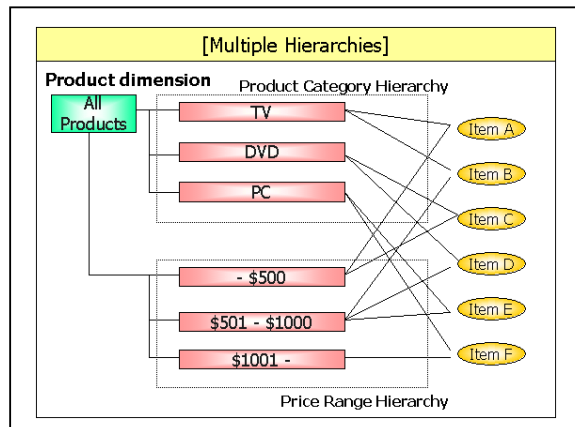 [Multiple Hierarchies]
Product dimension
Product Category Hierarchy
All
Products
TV
DVD
PC
- $500
$501 - $1000
$1001 -
Item A
Item B
Item C
Item D
Item E
Item F
Price Range Hierarchy